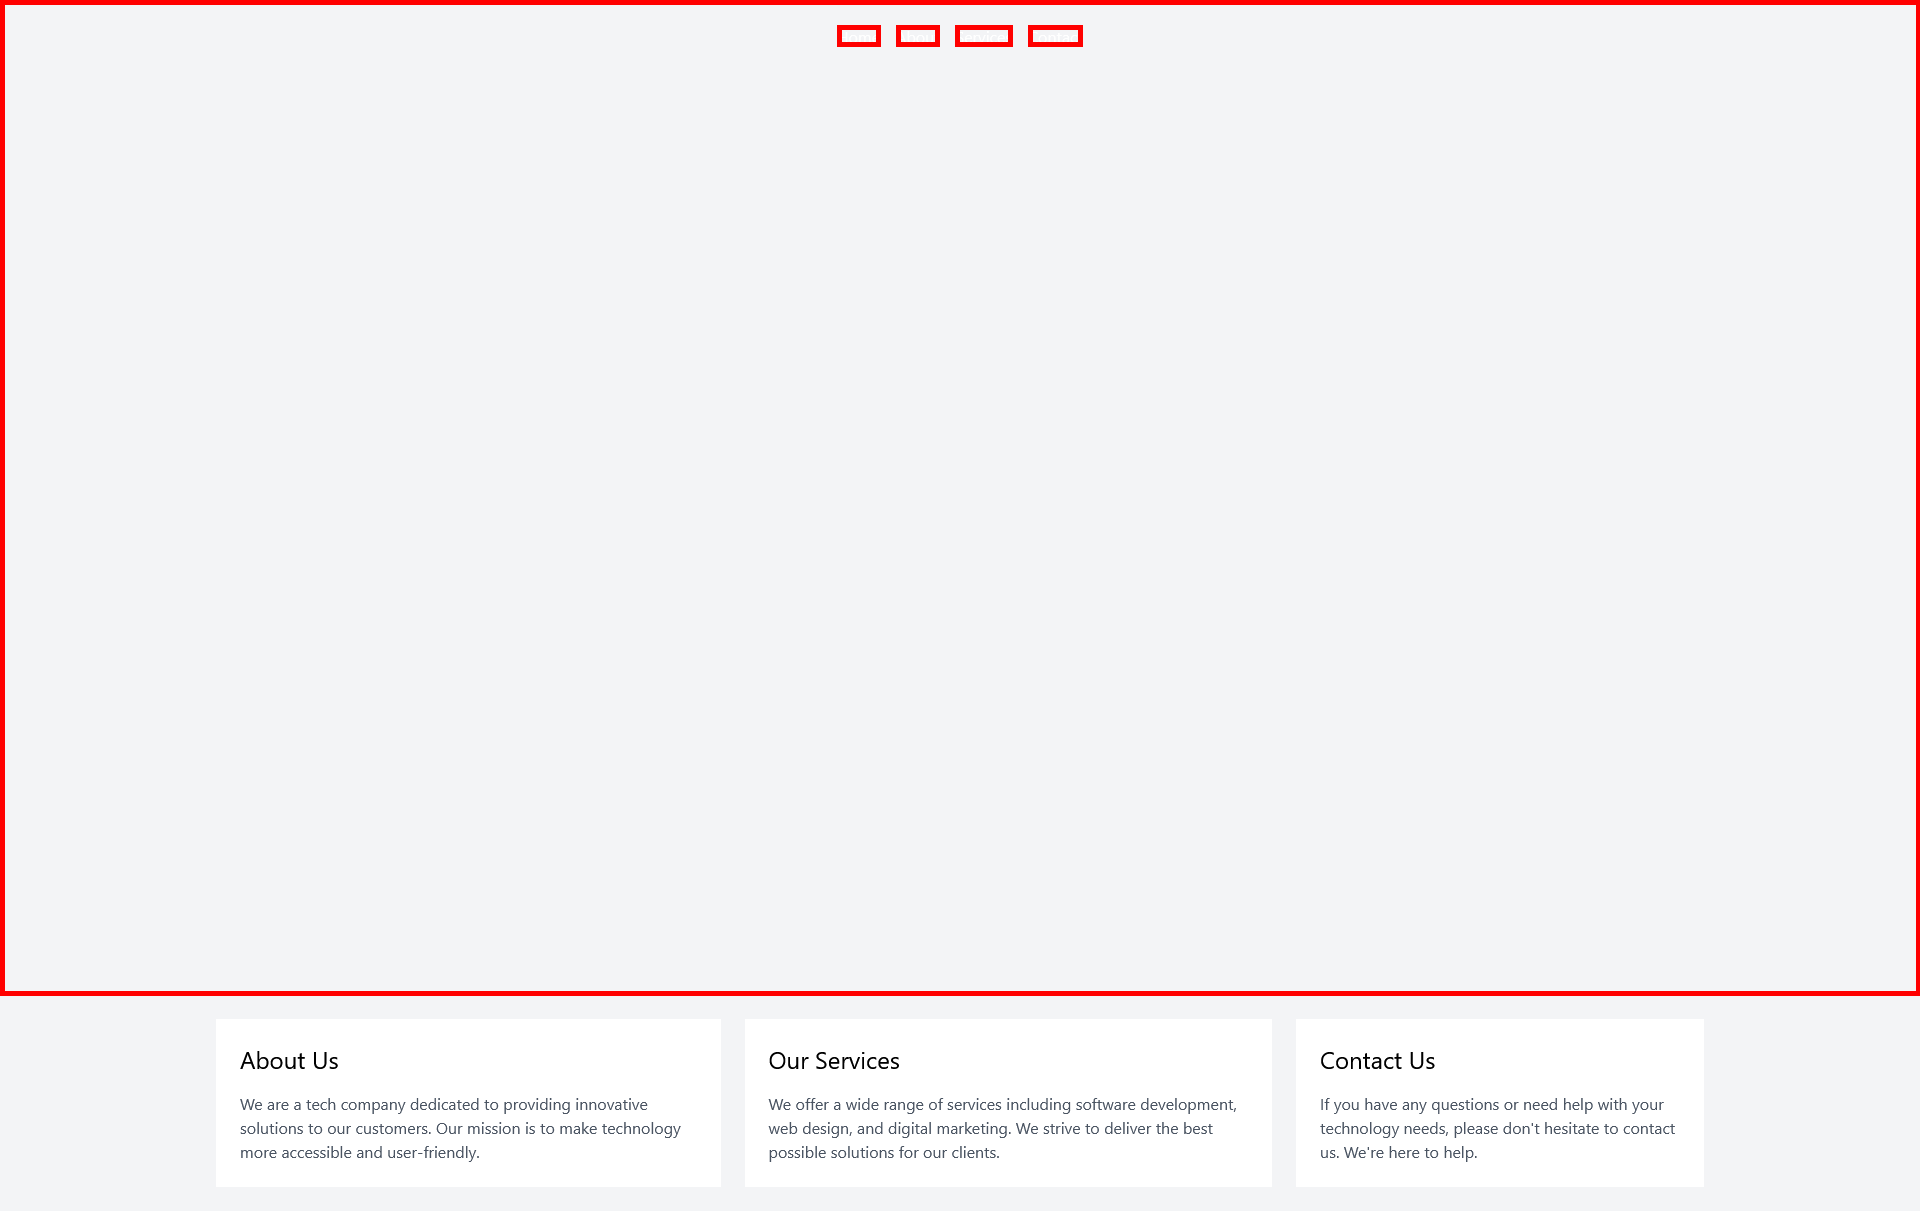 About Us
We are a tech company dedicated to providing innovative
solutions to our customers. Our mission is to make technology
more accessible and user-friendly.
Our Services
We offer a wide range of services including software development,
web design, and digital marketing. We strive to deliver the best
possible solutions for our clients.
Contact Us
If you have any questions or need help with your
technology needs, please don't hesitate to contact
us. We're here to help.